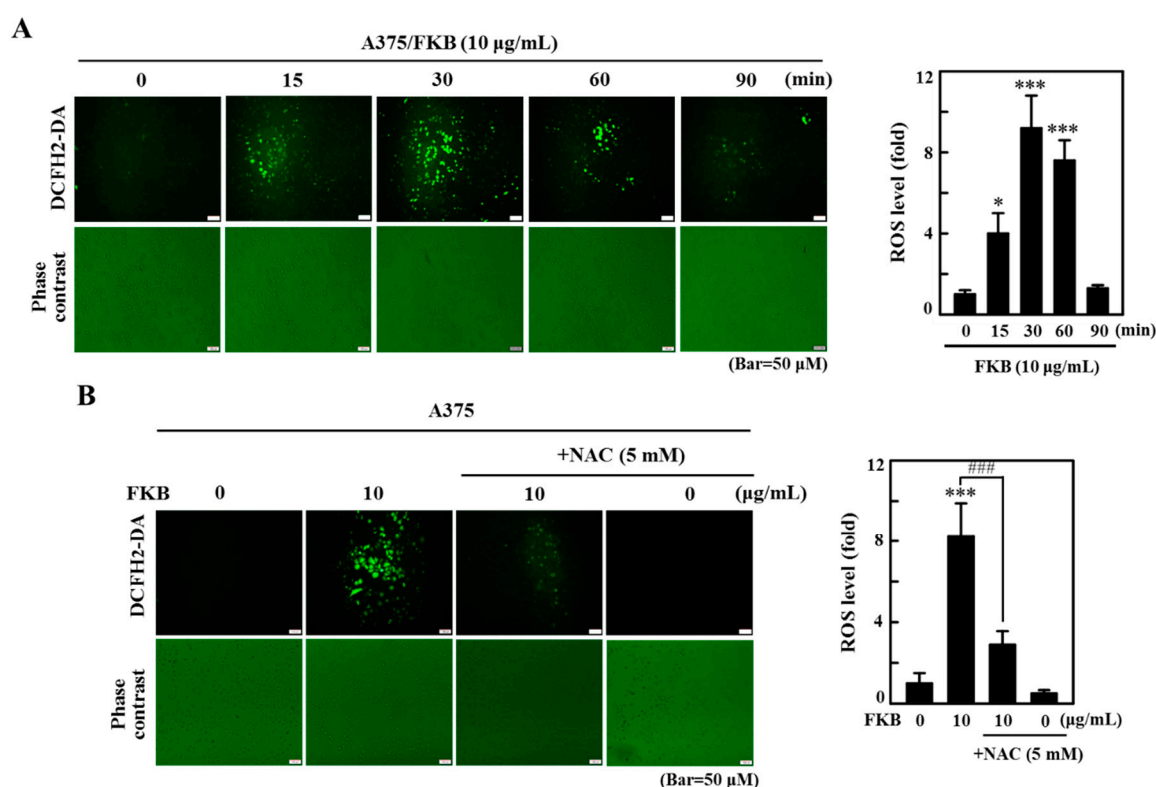 A
A375/FKB (10 µg/mL)
0 15 30 60 90 (min)
DCFH2-DA
Phase
contrast
(Bar=50 µM)
12
8
4
0
ROS level (fold)
*
***
***
0 15 30 60 90 (min)
FKB (10 µg/mL)
B
A375
+NAC (5 mM)
FKB 0 10 10 0 (µg/mL)
DCFH2-DA
Phase
contrast
(Bar=50 µM)
12
8
4
0
ROS level (fold)
###
***
FKB 0 10 10 0 (µg/mL)
+NAC (5 mM)